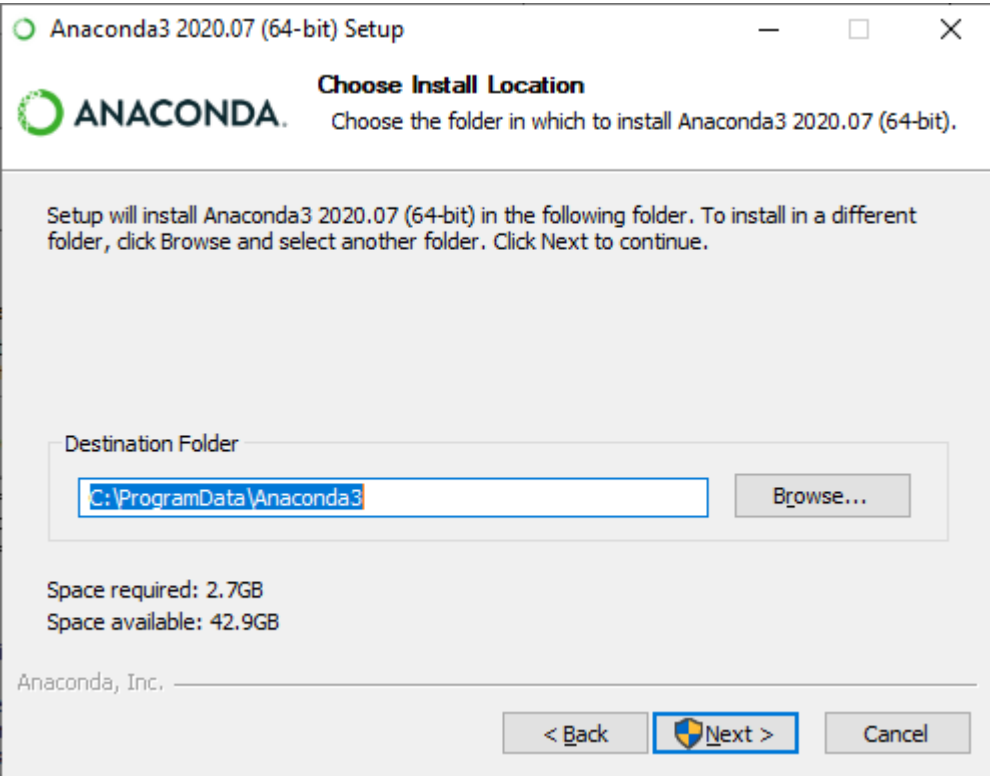 Anaconda3 2020.07 (64-bit) Setup
ANACONDA.
Choose Install Location
Choose the folder in which to install Anaconda3 2020.07 (64-bit).
Setup will install Anaconda3 2020.07 (64-bit) in the following folder. To install in a different
folder, click Browse and select another folder. Click Next to continue.
Destination Folder
C:\ProgramData\Anaconda3
Browse...
Space required: 2.7GB
Space available: 42.9GB
Anaconda, Inc.
< Back
Next >
Cancel